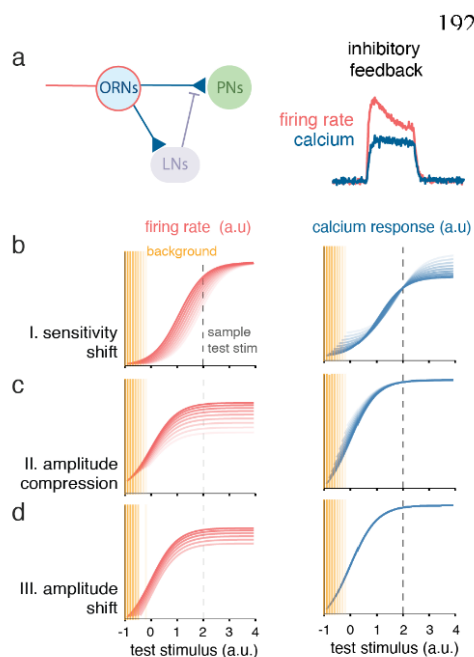 192
a
ORNs
PNs
LNs
inhibitory
feedback
firing rate
calcium
b
firing rate (a.u)
calcium response (a.u)
background
I. sensitivity
shift
sample
test stim
c
II. amplitude
compression
d
III. amplitude
shift
-1 0 1 2 3 4
test stimulus (a.u.)
-1 0 1 2 3 4
test stimulus (a.u.)